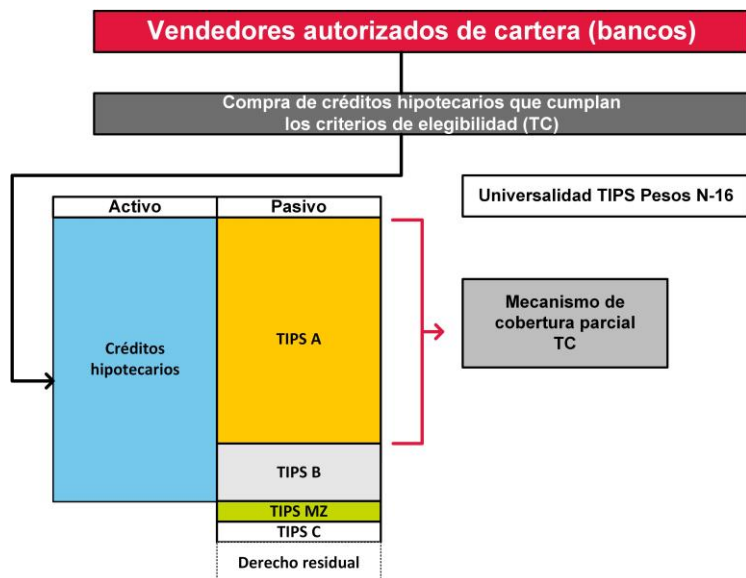 Vendedores autorizados de cartera (bancos)
Compra de créditos hipotecarios que cumplan
los criterios de elegibilidad (TC)
Universalidad TIPS Pesos N-16
Activo
Pasivo
Créditos
hipotecarios
TIPS A
Mecanismo de
cobertura parcial
TC
TIPS B
TIPS MZ
TIPS C
Derecho residual